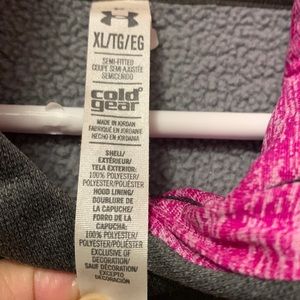 XL/TG/EG
SEMI-FITTED
COUPE SEMI-AJUSTÉE
SEMICEÑIDO
cold
gear
MADE IN JORDAN
FABRIQUÉ EN JORDANIE
HECHO EN JORDANIA
SHELL/
EXTÉRIEUR/
TELA EXTERIOR:
100% POLYESTER/
POLYESTER/POLIÉSTER
HOOD LINING/
DOUBLURE DE
LA CAPUCHE/
FORRO DE LA
CAPUCHA:
100% POLYESTER/
POLYESTER/POLIÉSTER
EXCLUSIVE OF
DECORATION/
SAUF DÉCORATION/
EXCEPTO
DECORACIÓN